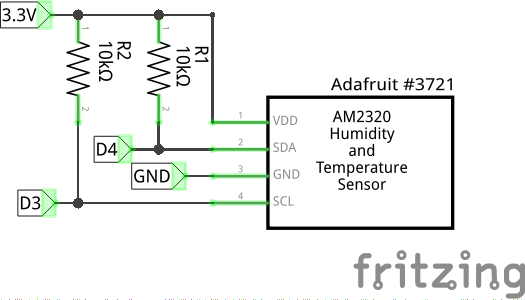 3.3V
1
1
R2
10kΩ
R1
10kΩ
2
2
Adafruit #3721
AM2320
Humidity
and
Temperature
Sensor
1
VDD
D4
2
SDA
GND
3
GND
D3
4
SCL
fritzing